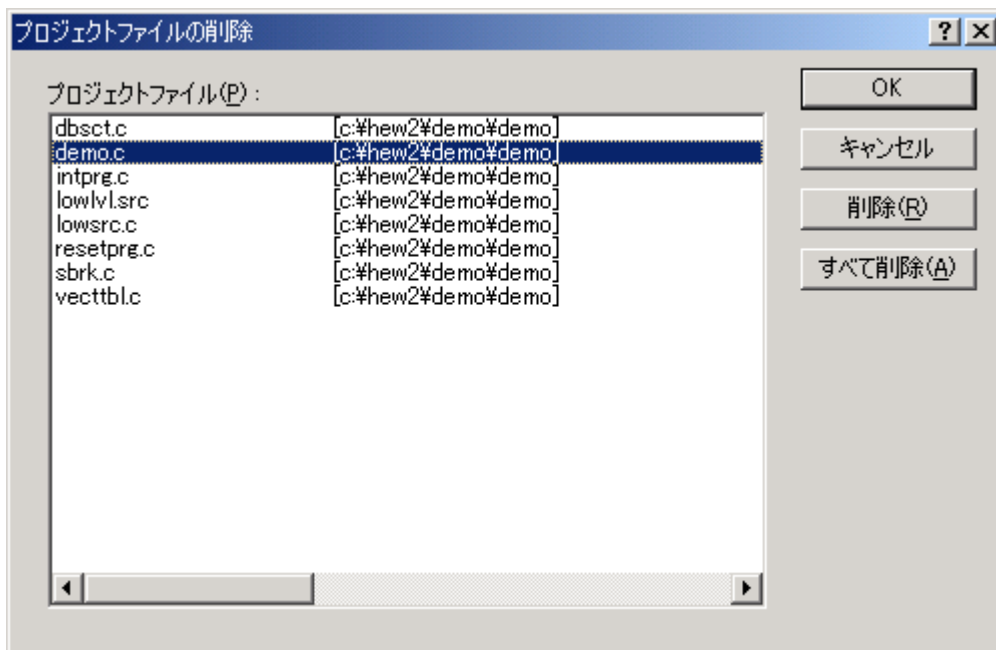 プロジェクトファイルの削除
プロジェクトファイル(P) :
dbsct.c [c:¥hew2¥demo¥demo]
demo.c [c:¥hew2¥demo¥demo]
intprg.c [c:¥hew2¥demo¥demo]
lowlvl.src [c:¥hew2¥demo¥demo]
lowsrc.c [c:¥hew2¥demo¥demo]
resetprg.c [c:¥hew2¥demo¥demo]
sbrk.c [c:¥hew2¥demo¥demo]
vecttbl.c [c:¥hew2¥demo¥demo]
OK
キャンセル
削除(R)
すべて削除(A)